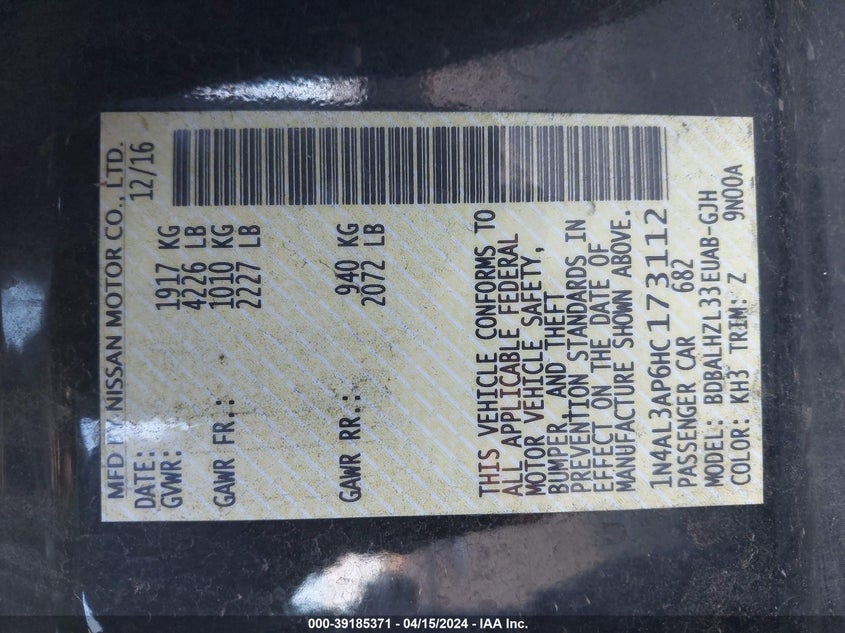 MFD BY NISSAN MOTOR CO., LTD.
DATE: 12/16
GVWR: 1917 KG
4226 LB
GAWR FR.: 1010 KG
2227 LB
GAWR RR.: 940 KG
2072 LB
THIS VEHICLE CONFORMS TO
ALL APPLICABLE FEDERAL
MOTOR VEHICLE SAFETY,
BUMPER AND THEFT
PREVENTION STANDARDS IN
EFFECT ON THE DATE OF
MANUFACTURE SHOWN ABOVE.
1N4AL3AP6HC173112
PASSENGER CAR 682
MODEL: BDBALHZL33EUAB-GJH
COLOR: KH3 TRIM: Z 9N00A
000-39185371 - 04/15/2024 - IAA Inc.